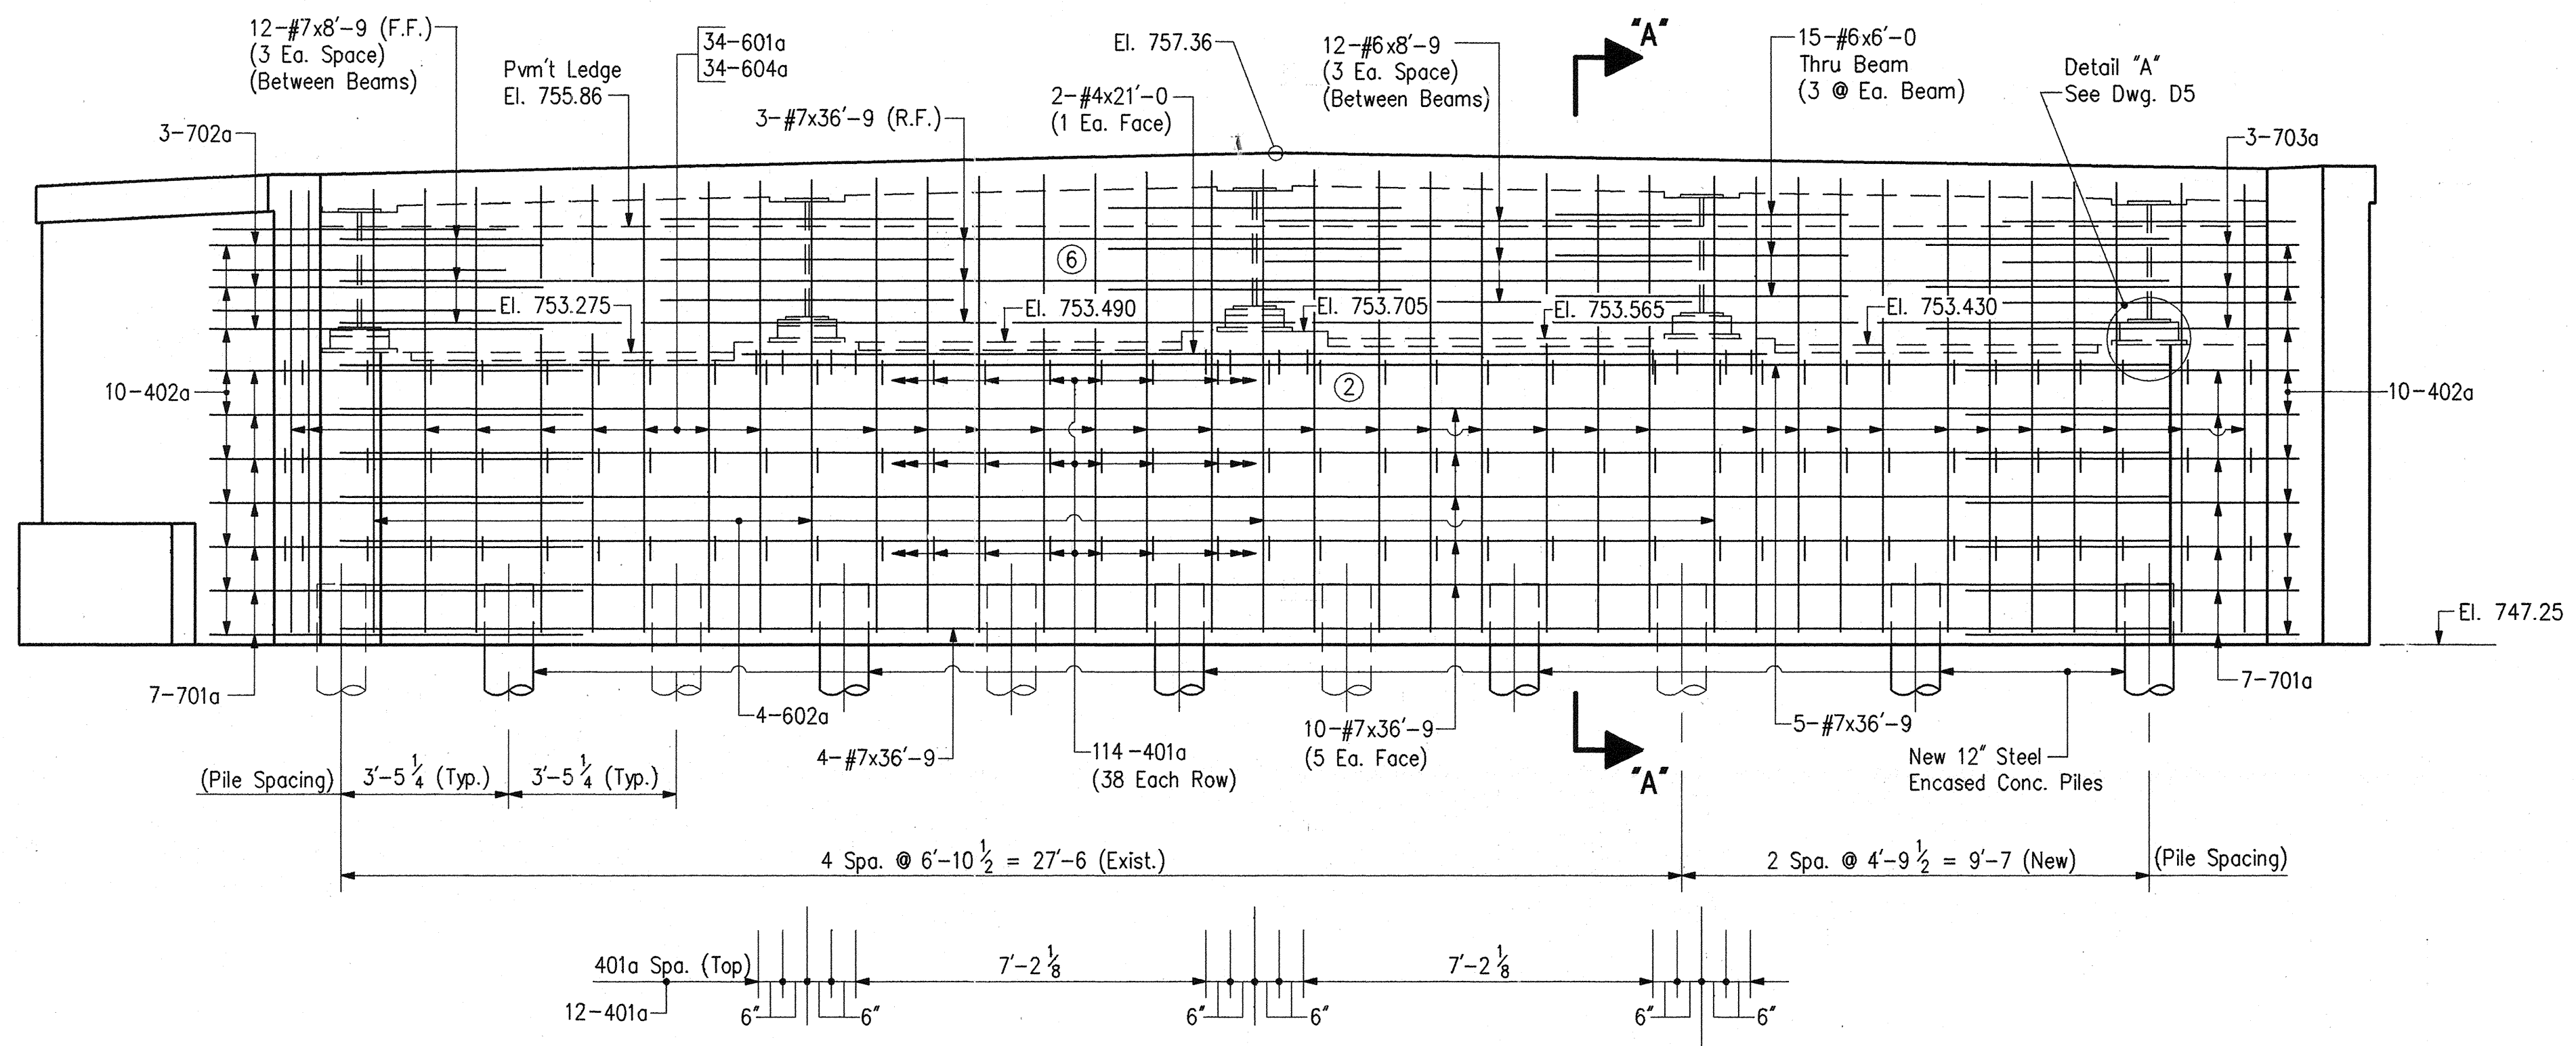 12-#7x8'-9 (F.F.)
(3 Ea. Space)
(Between Beams)
Pvm't Ledge
El. 755.86
34-601a
34-604a
3-#7x36'-9 (R.F.)
El. 757.36
2-#4x21'-0
(1 Ea. Face)
12-#6x8'-9
(3 Ea. Space)
(Between Beams)
"A"
15-#6x6'-0
Thru Beam
(3 @ Ea. Beam)
Detail "A"
See Dwg. D5
3-702a
3-703a
6
El. 753.275
El. 753.490
El. 753.705
El. 753.565
El. 753.430
10-402a
2
10-402a
El. 747.25
7-701a
4-602a
4-#7x36'-9
114-401a
(38 Each Row)
10-#7x36'-9
(5 Ea. Face)
"A"
5-#7x36'-9
New 12" Steel
Encased Conc. Piles
7-701a
(Pile Spacing)
3'-5 1/4 (Typ.)
3'-5 1/4 (Typ.)
4 Spa. @ 6'-10 1/2 = 27'-6 (Exist.)
2 Spa. @ 4'-9 1/2 = 9'-7 (New)
(Pile Spacing)
401a Spa. (Top)
7'-2 1/8
7'-2 1/8
12-401a
6"
6"
6"
6"
6"
6"